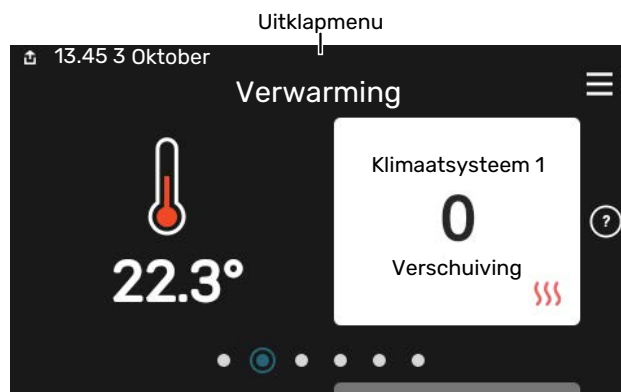 Uitklapmenu
13.45 3 Oktober
Verwarming
Klimaatsysteem 1
0
?
Verschuiving
22.3°